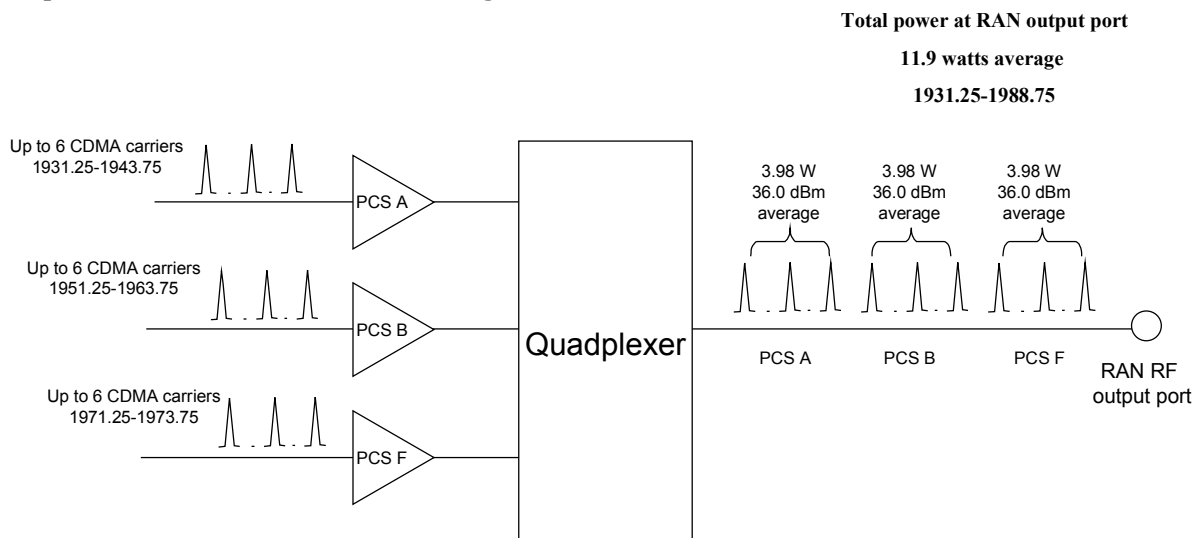 Total power at RAN output port
11.9 watts average
1931.25-1988.75
Up to 6 CDMA carriers
1931.25-1943.75
PCS A
Up to 6 CDMA carriers
1951.25-1963.75
PCS B
Up to 6 CDMA carriers
1971.25-1973.75
PCS F
Quadplexer
3.98 W
36.0 dBm
average
3.98 W
36.0 dBm
average
3.98 W
36.0 dBm
average
PCS A
PCS B
PCS F
RAN RF
output port